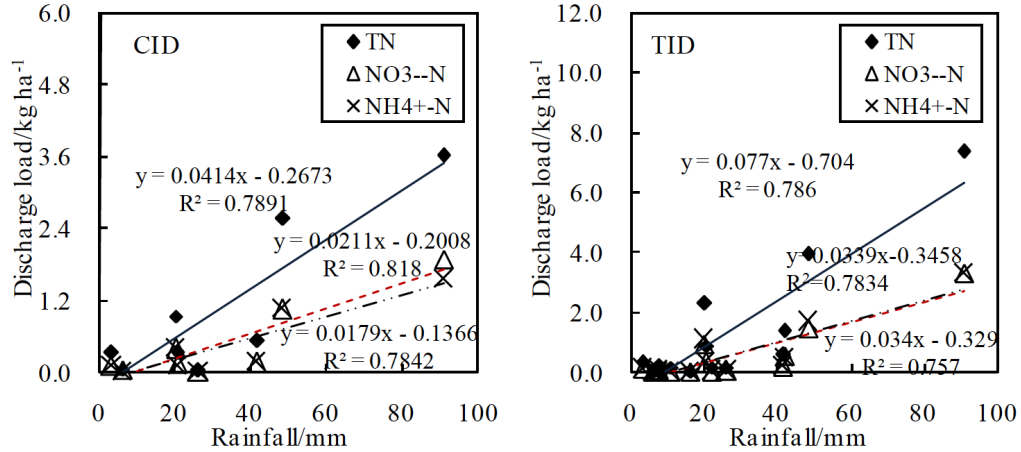 6.0
4.8
3.6
2.4
1.2
0.0
Discharge load/kg ha-1
CID
TN
NO3--N
NH4+-N
y = 0.0414x - 0.2673
R² = 0.7891
y = 0.0211x - 0.2008
R² = 0.818
y = 0.0179x - 0.1366
R² = 0.7842
0 20 40 60 80 100
Rainfall/mm
12.0
10.0
8.0
6.0
4.0
2.0
0.0
Discharge load/kg ha-1
TID
TN
NO3--N
NH4+-N
y = 0.077x - 0.704
R² = 0.786
y = 0.0339x-0.3458
R² = 0.7834
y = 0.034x - 0.329
R² = 0.757
0 20 40 60 80 100
Rainfall/mm